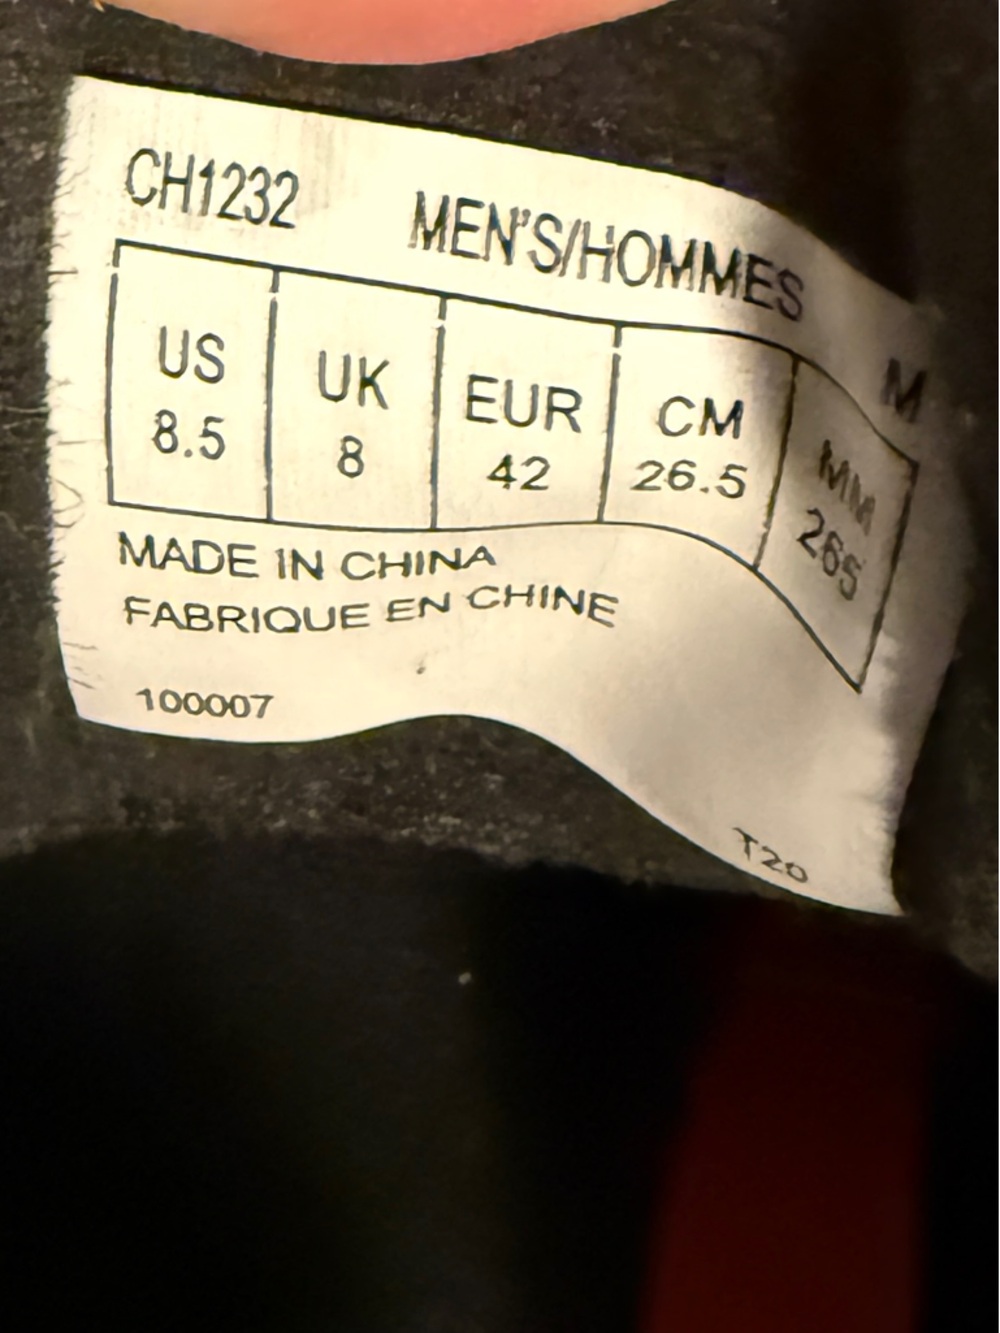 CH1232 MEN'S/HOMMES M
US UK EUR CM MM
8.5 8 42 26.5 265
MADE IN CHINA
FABRIQUE EN CHINE
100007
T20